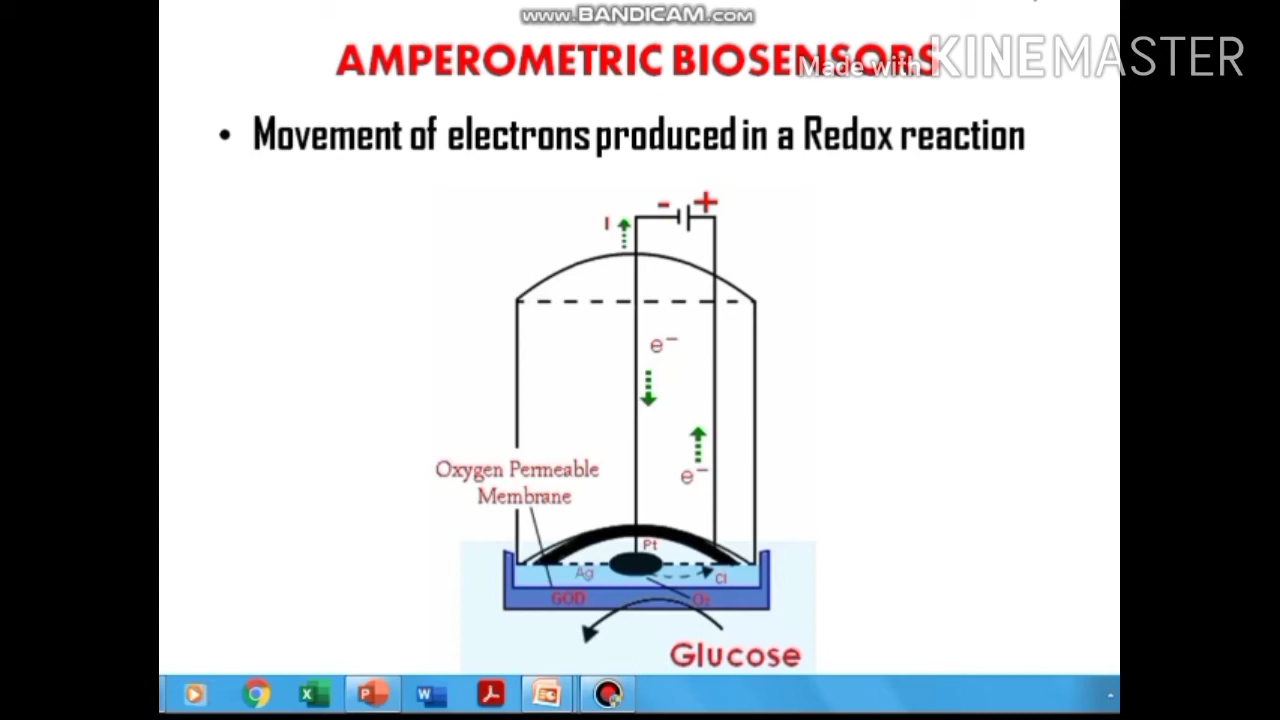 www.BANDICAM.com
AMPEROMETRIC BIOSENSORS
Made with KINEMASTER
• Movement of electrons produced in a Redox reaction
- +
I
e−
e−
Oxygen Permeable
Membrane
Pt
Ag
Cl
GOD
O₂
Glucose